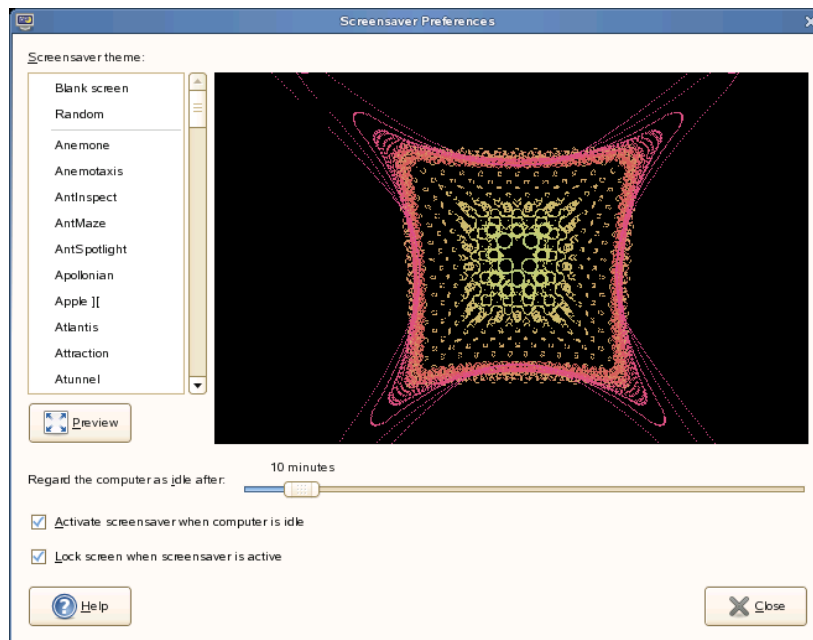 Screensaver Preferences
Screensaver theme:
Blank screen
Random
Anemone
Anemotaxis
AntInspect
AntMaze
AntSpotlight
Apollonian
Apple ][
Atlantis
Attraction
Atunnel
Preview
10 minutes
Regard the computer as idle after:
Activate screensaver when computer is idle
Lock screen when screensaver is active
Help
Close